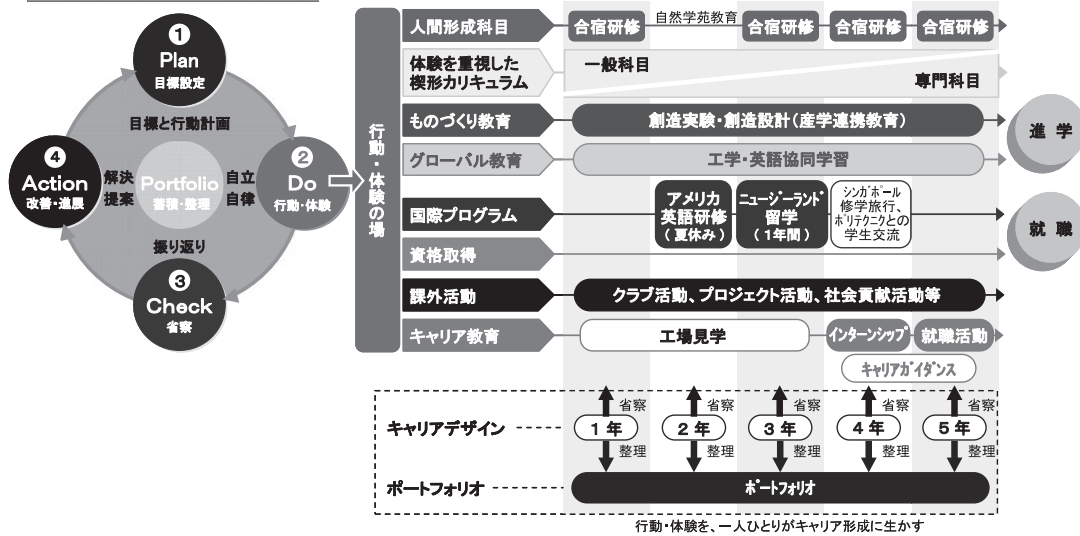 ❶
Plan
目標設定
目標と行動計画
❹
Action
改善・進展
解決
提案
Portfolio
蓄積・整理
自立
自律
❷
Do
行動・体験
振り返り
❸
Check
省察
行動・体験の場
人間形成科目
合宿研修
自然学苑教育
合宿研修
合宿研修
合宿研修
体験を重視した
楔形カリキュラム
一般科目
専門科目
ものづくり教育
創造実験・創造設計(産学連携教育)
グローバル教育
工学・英語協同学習
国際プログラム
アメリカ
英語研修
(夏休み)
ニュージーランド
留学
(1年間)
シンガポール
修学旅行、
ポリテクニクとの
学生交流
資格取得
課外活動
クラブ活動、プロジェクト活動、社会貢献活動等
キャリア教育
工場見学
インターンシップ
就職活動
キャリアガイダンス
進 学
就 職
キャリアデザイン
省察
1 年
整理
省察
2 年
整理
省察
3 年
整理
省察
4 年
整理
省察
5 年
整理
ポートフォリオ
ポートフォリオ
行動・体験を、一人ひとりがキャリア形成に生かす